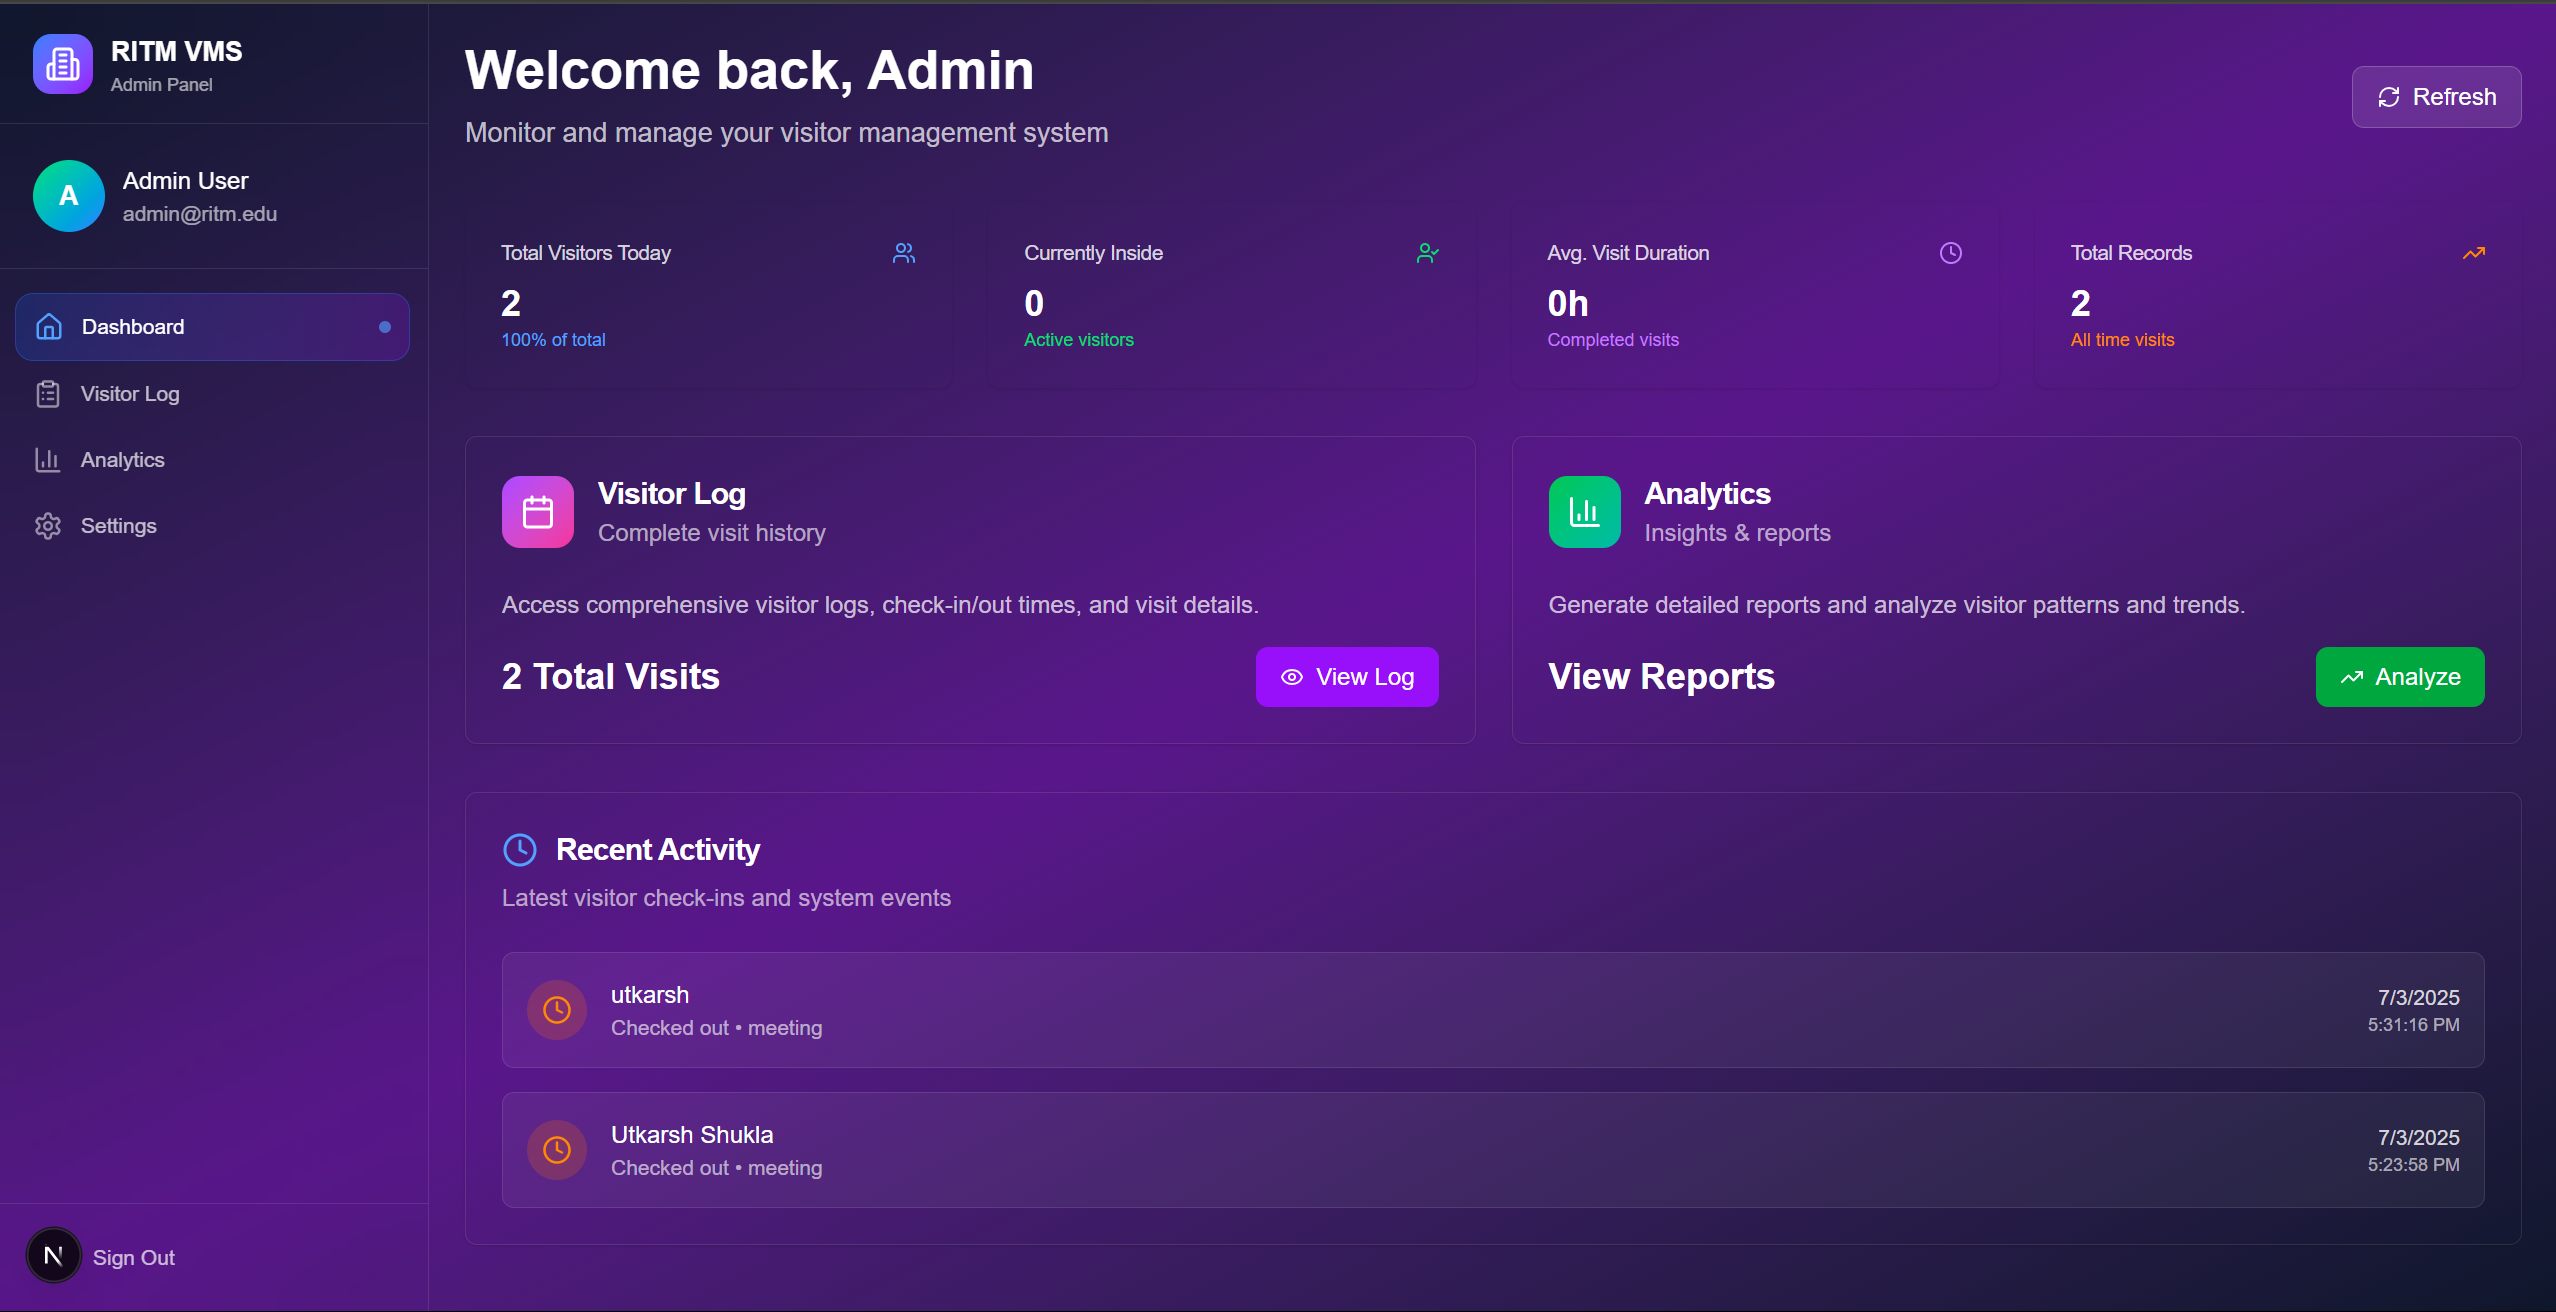 RITM VMS
Admin Panel
A
Admin User
admin@ritm.edu
Dashboard
Visitor Log
Analytics
Settings
N
Sign Out
Welcome back, Admin
Monitor and manage your visitor management system
Refresh
Total Visitors Today
2
100% of total
Currently Inside
0
Active visitors
Avg. Visit Duration
0h
Completed visits
Total Records
2
All time visits
Visitor Log
Complete visit history
Access comprehensive visitor logs, check-in/out times, and visit details.
2 Total Visits
View Log
Analytics
Insights & reports
Generate detailed reports and analyze visitor patterns and trends.
View Reports
Analyze
Recent Activity
Latest visitor check-ins and system events
utkarsh
Checked out • meeting
7/3/2025
5:31:16 PM
Utkarsh Shukla
Checked out • meeting
7/3/2025
5:23:58 PM